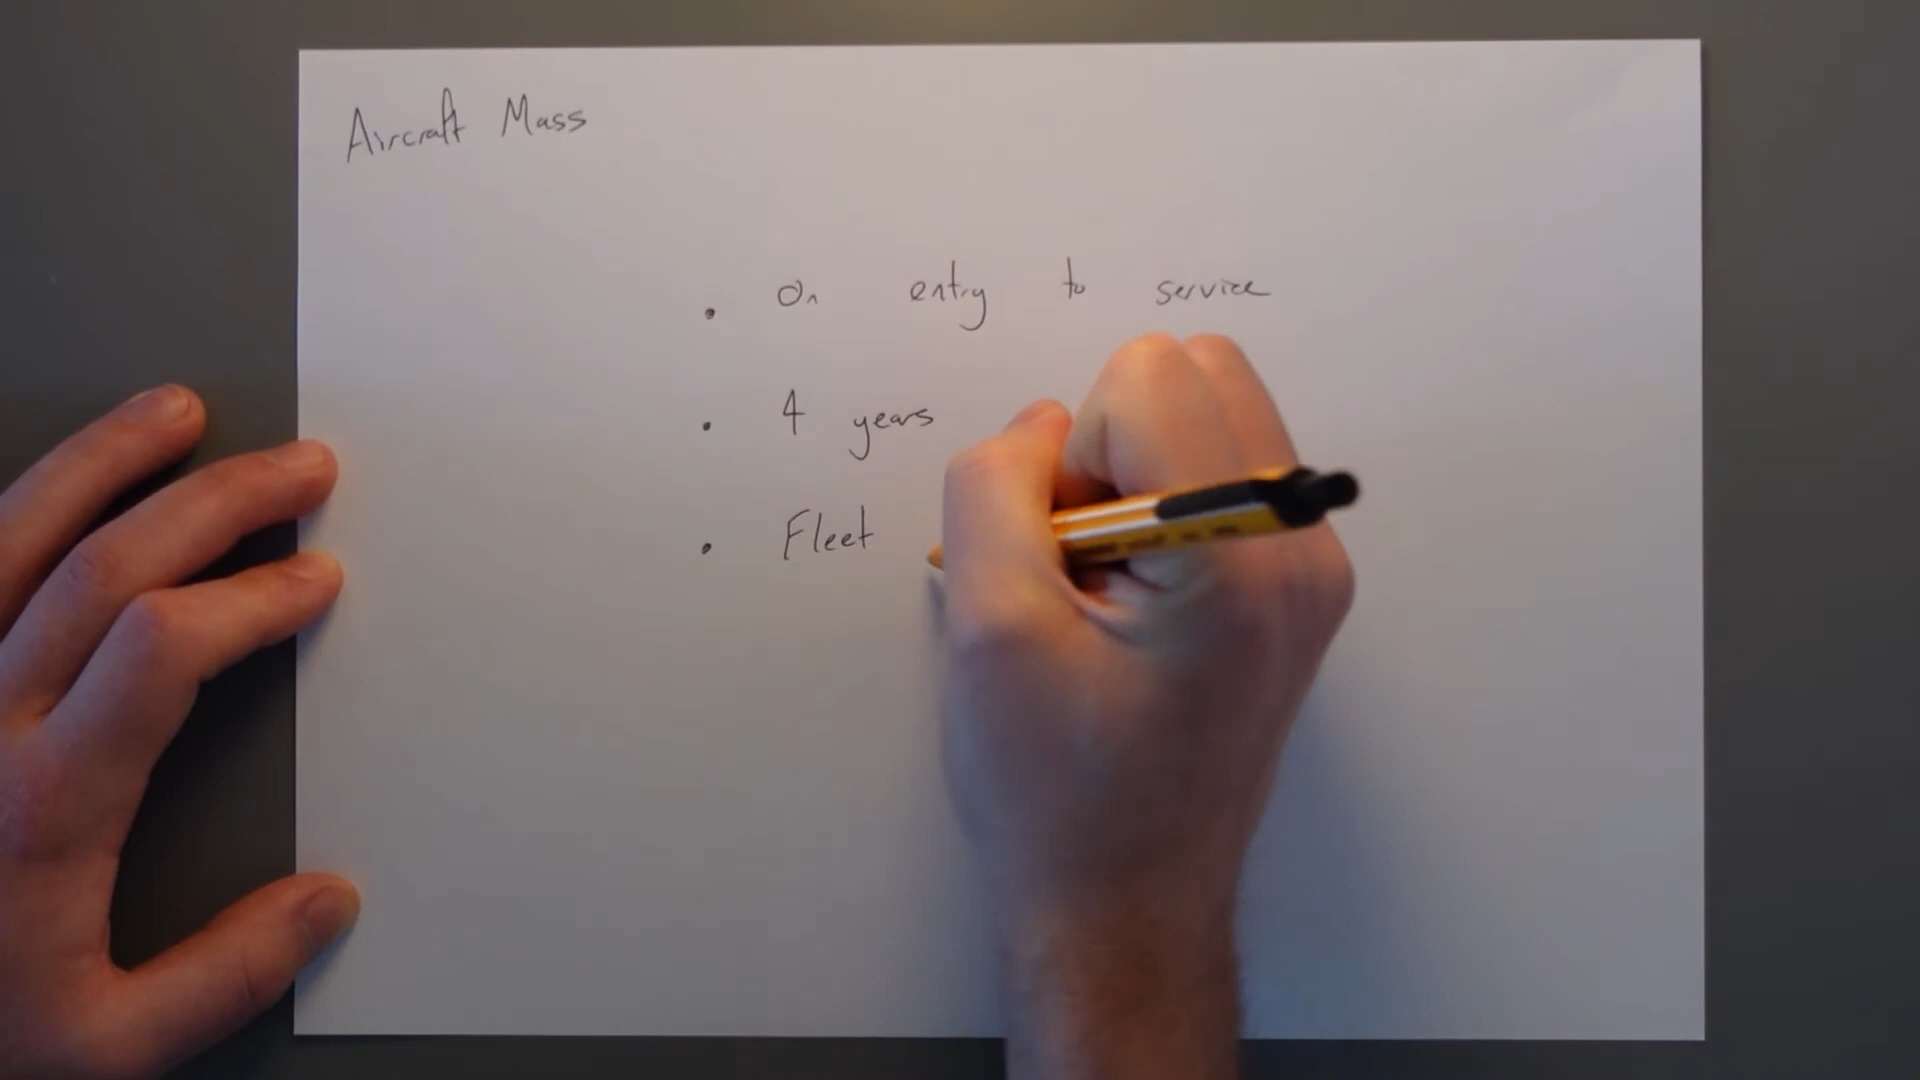 Aircraft Mass
• On entry to service
• 4 years
• Fleet